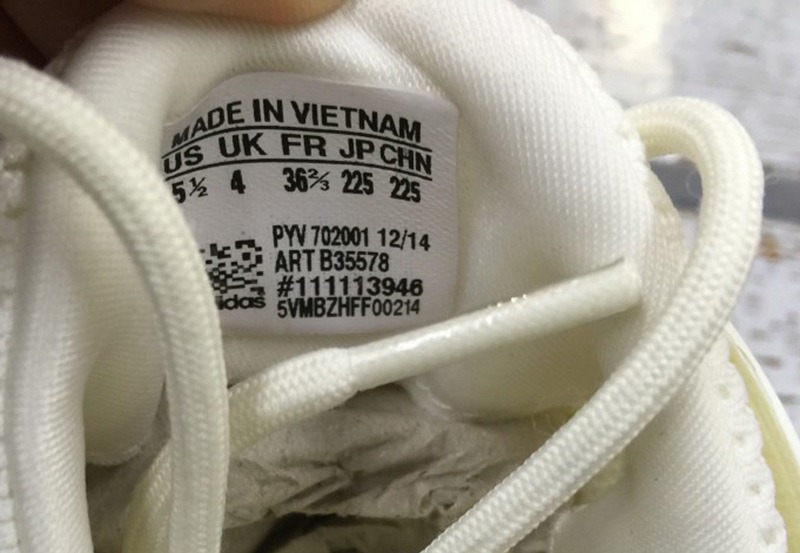 MADE IN VIETNAM
US UK FR JP CHN
5½ 4 36⅔ 225 225
PYV 702001 12/14
ART B35578
#111113946
adidas 5VMBZHFF00214